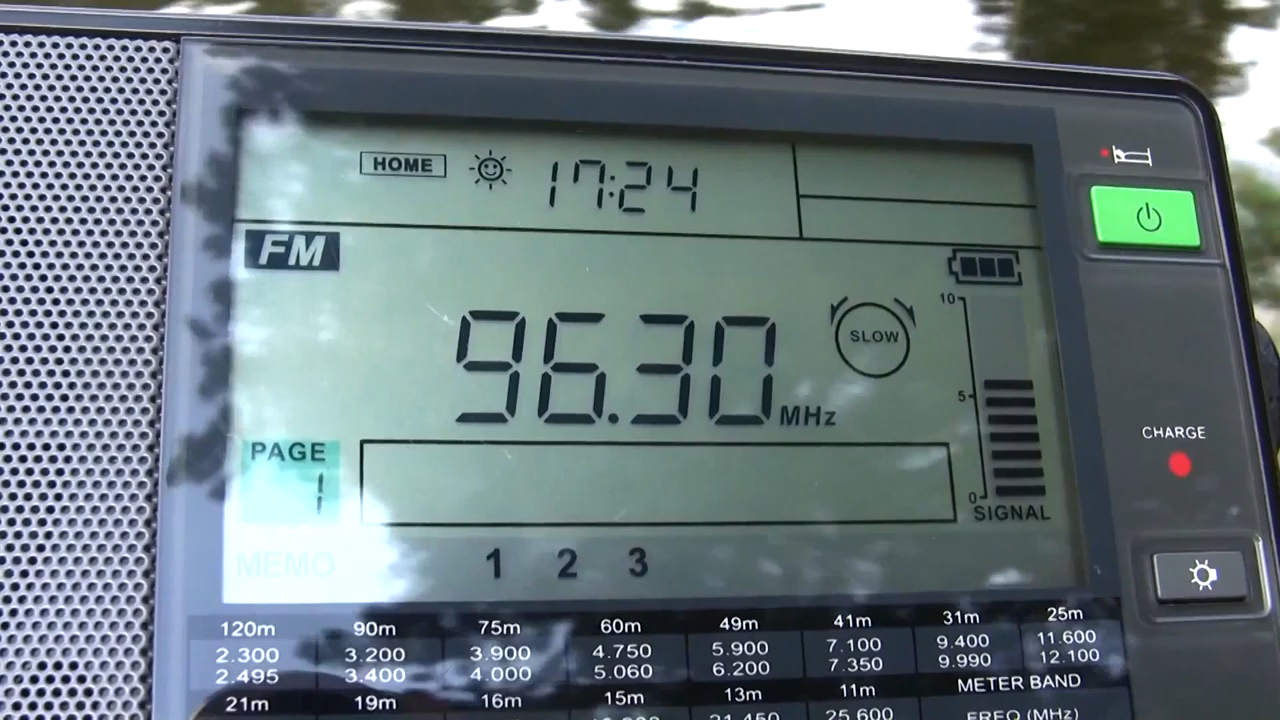 HOME 17:24
FM
96.30 MHz
SLOW
10
5
0
SIGNAL
PAGE
1
MEMO
1 2 3
CHARGE
120m 90m 75m 60m 49m 41m 31m 25m
2.300 3.200 3.900 4.750 5.900 7.100 9.400 11.600
2.495 3.400 4.000 5.060 6.200 7.350 9.990 12.100
21m 19m 16m 15m 13m 11m METER BAND
21.450 25.600 FREQ (MHz)